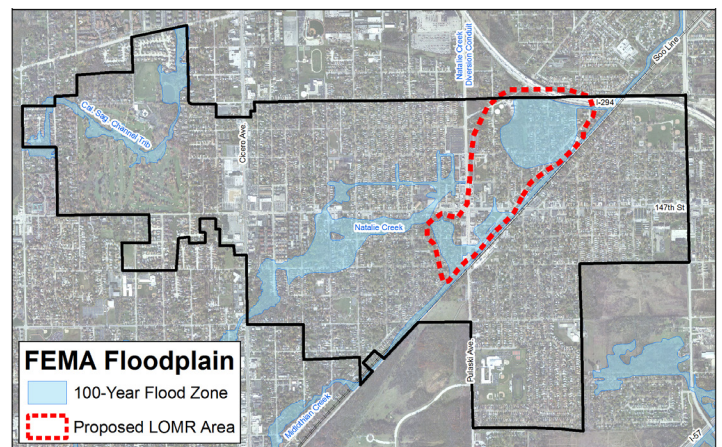 Natalie Creek
Diversion Conduit
Soo Line
I-294
Cal-Sag Channel Trib
Cicero Ave.
147th St
Natalie Creek
Pulaski Ave.
Midlothian Creek
I-57
FEMA Floodplain
100-Year Flood Zone
Proposed LOMR Area